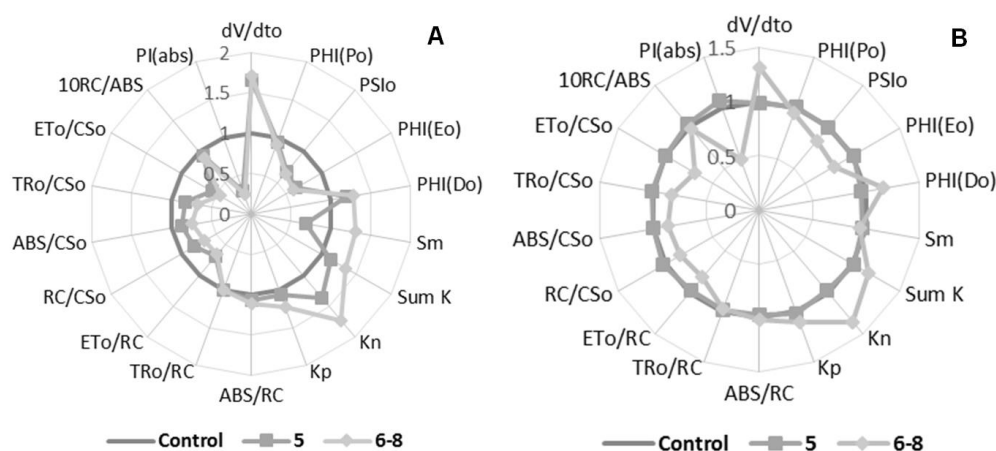 A
dV/dto
PHI(Po)
PSIo
PHI(Eo)
PHI(Do)
Sm
Sum K
Kn
Kp
ABS/RC
TRo/RC
ETo/RC
RC/CSo
ABS/CSo
TRo/CSo
ETo/CSo
10RC/ABS
PI(abs)
2
1.5
1
0.5
0
Control 5 6-8
B
dV/dto
PHI(Po)
PSIo
PHI(Eo)
PHI(Do)
Sm
Sum K
Kn
Kp
ABS/RC
TRo/RC
ETo/RC
RC/CSo
ABS/CSo
TRo/CSo
ETo/CSo
10RC/ABS
PI(abs)
1.5
1
0.5
0
Control 5 6-8